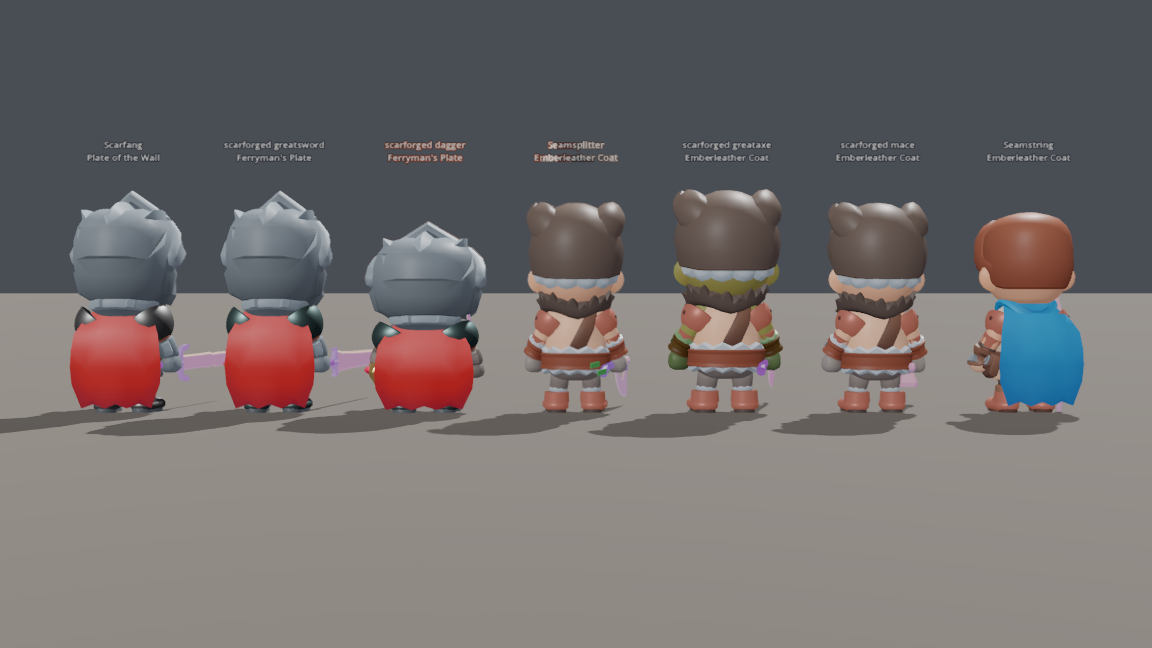 Scarfang
Plate of the Wall
scarforged greatsword
Ferryman's Plate
scarforged dagger
Ferryman's Plate
Seamsplitter
Emberleather Coat
scarforged greataxe
Emberleather Coat
scarforged mace
Emberleather Coat
Seamstring
Emberleather Coat